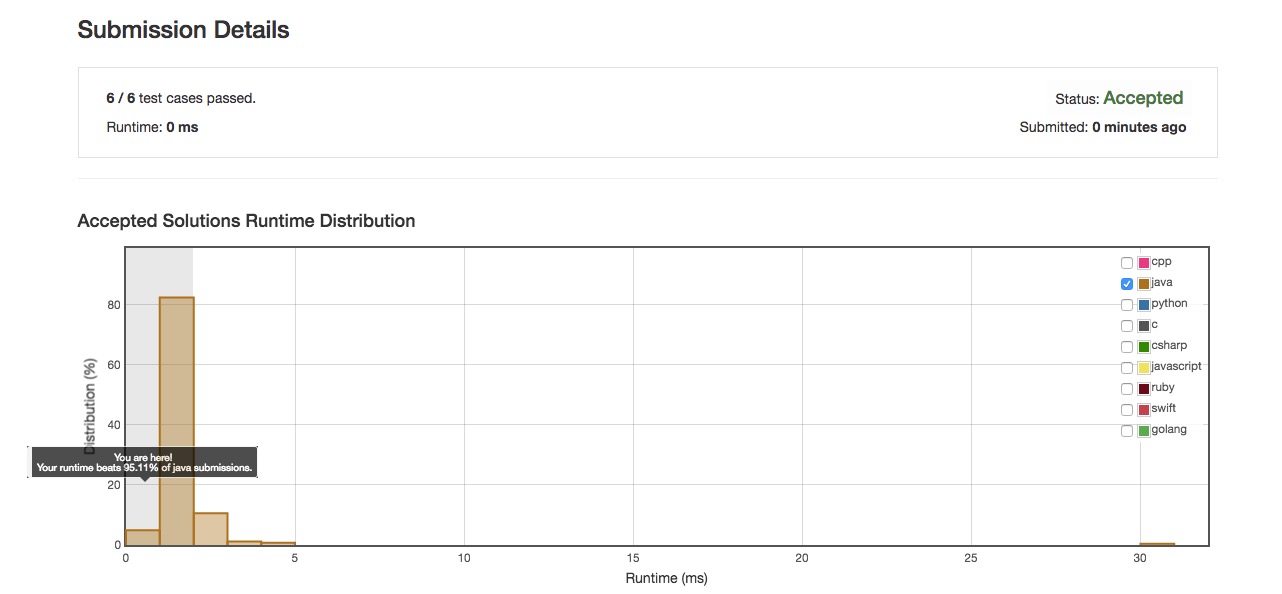 Submission Details
6 / 6 test cases passed.
Status: Accepted
Runtime: 0 ms
Submitted: 0 minutes ago
Accepted Solutions Runtime Distribution
cpp
java
python
c
csharp
javascript
ruby
swift
golang
Distribution (%)
80
60
40
20
0
You are here!
Your runtime beats 95.11% of java submissions.
0
5
10
15
20
25
30
Runtime (ms)